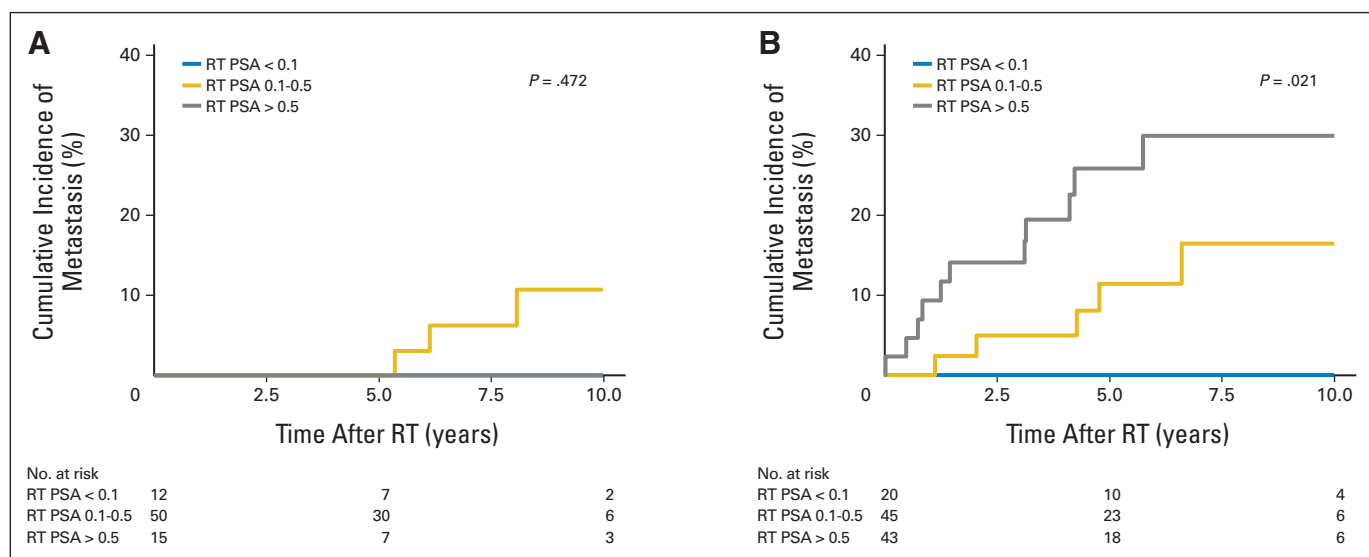 A
Cumulative Incidence of
Metastasis (%)
40
30
20
10
0
RT PSA < 0.1
RT PSA 0.1-0.5
RT PSA > 0.5
P = .472
2.5 5.0 7.5 10.0
Time After RT (years)
No. at risk
RT PSA < 0.1 12 7 2
RT PSA 0.1-0.5 50 30 6
RT PSA > 0.5 15 7 3
B
Cumulative Incidence of
Metastasis (%)
40
30
20
10
0
RT PSA < 0.1
RT PSA 0.1-0.5
RT PSA > 0.5
P = .021
2.5 5.0 7.5 10.0
Time After RT (years)
No. at risk
RT PSA < 0.1 20 10 4
RT PSA 0.1-0.5 45 23 6
RT PSA > 0.5 43 18 6